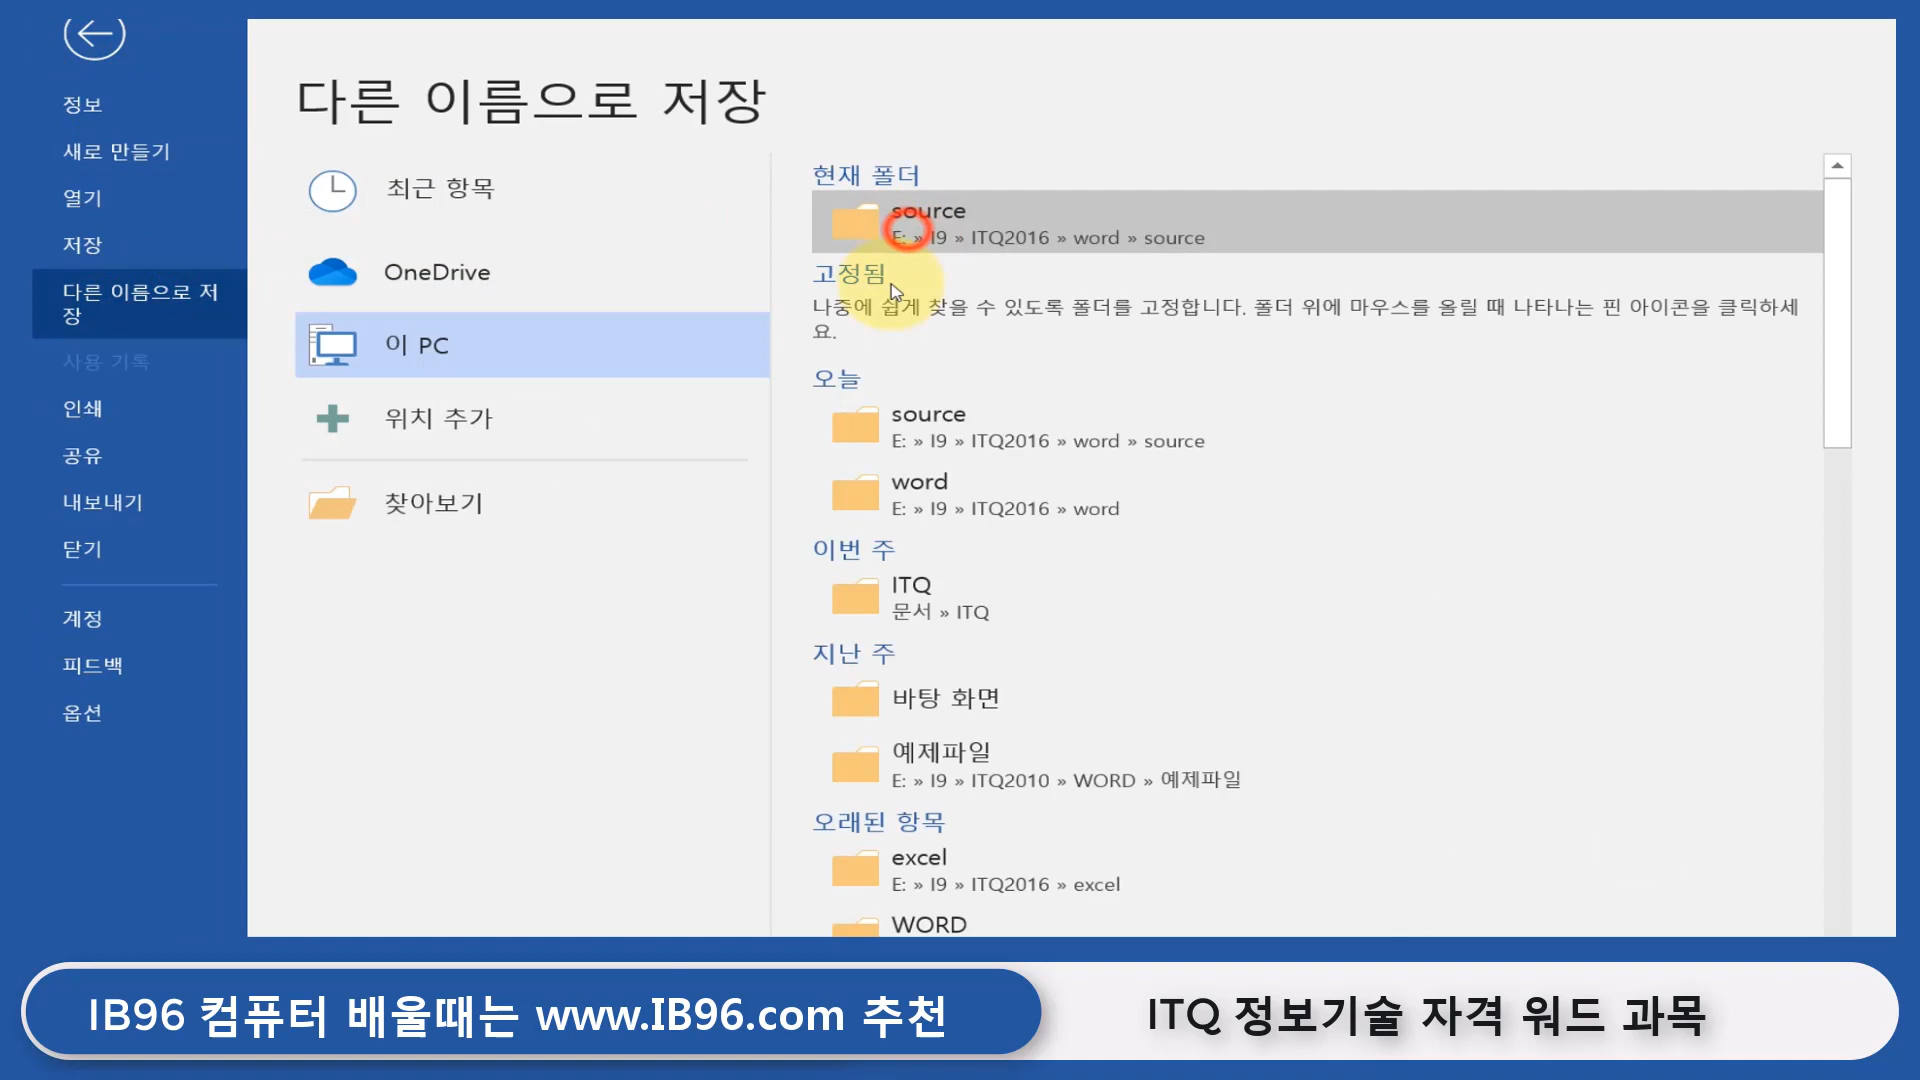 정보
새로 만들기
열기
저장
다른 이름으로 저
장
사용 기록
인쇄
공유
내보내기
닫기
계정
피드백
옵션
다른 이름으로 저장
최근 항목
OneDrive
이 PC
위치 추가
찾아보기
현재 폴더
source
E: » I9 » ITQ2016 » word » source
고정됨
나중에 쉽게 찾을 수 있도록 폴더를 고정합니다. 폴더 위에 마우스를 올릴 때 나타나는 핀 아이콘을 클릭하세
요.
오늘
source
E: » I9 » ITQ2016 » word » source
word
E: » I9 » ITQ2016 » word
이번 주
ITQ
문서 » ITQ
지난 주
바탕 화면
예제파일
E: » I9 » ITQ2010 » WORD » 예제파일
오래된 항목
excel
E: » I9 » ITQ2016 » excel
WORD
IB96 컴퓨터 배울때는 www.IB96.com 추천
ITQ 정보기술 자격 워드 과목